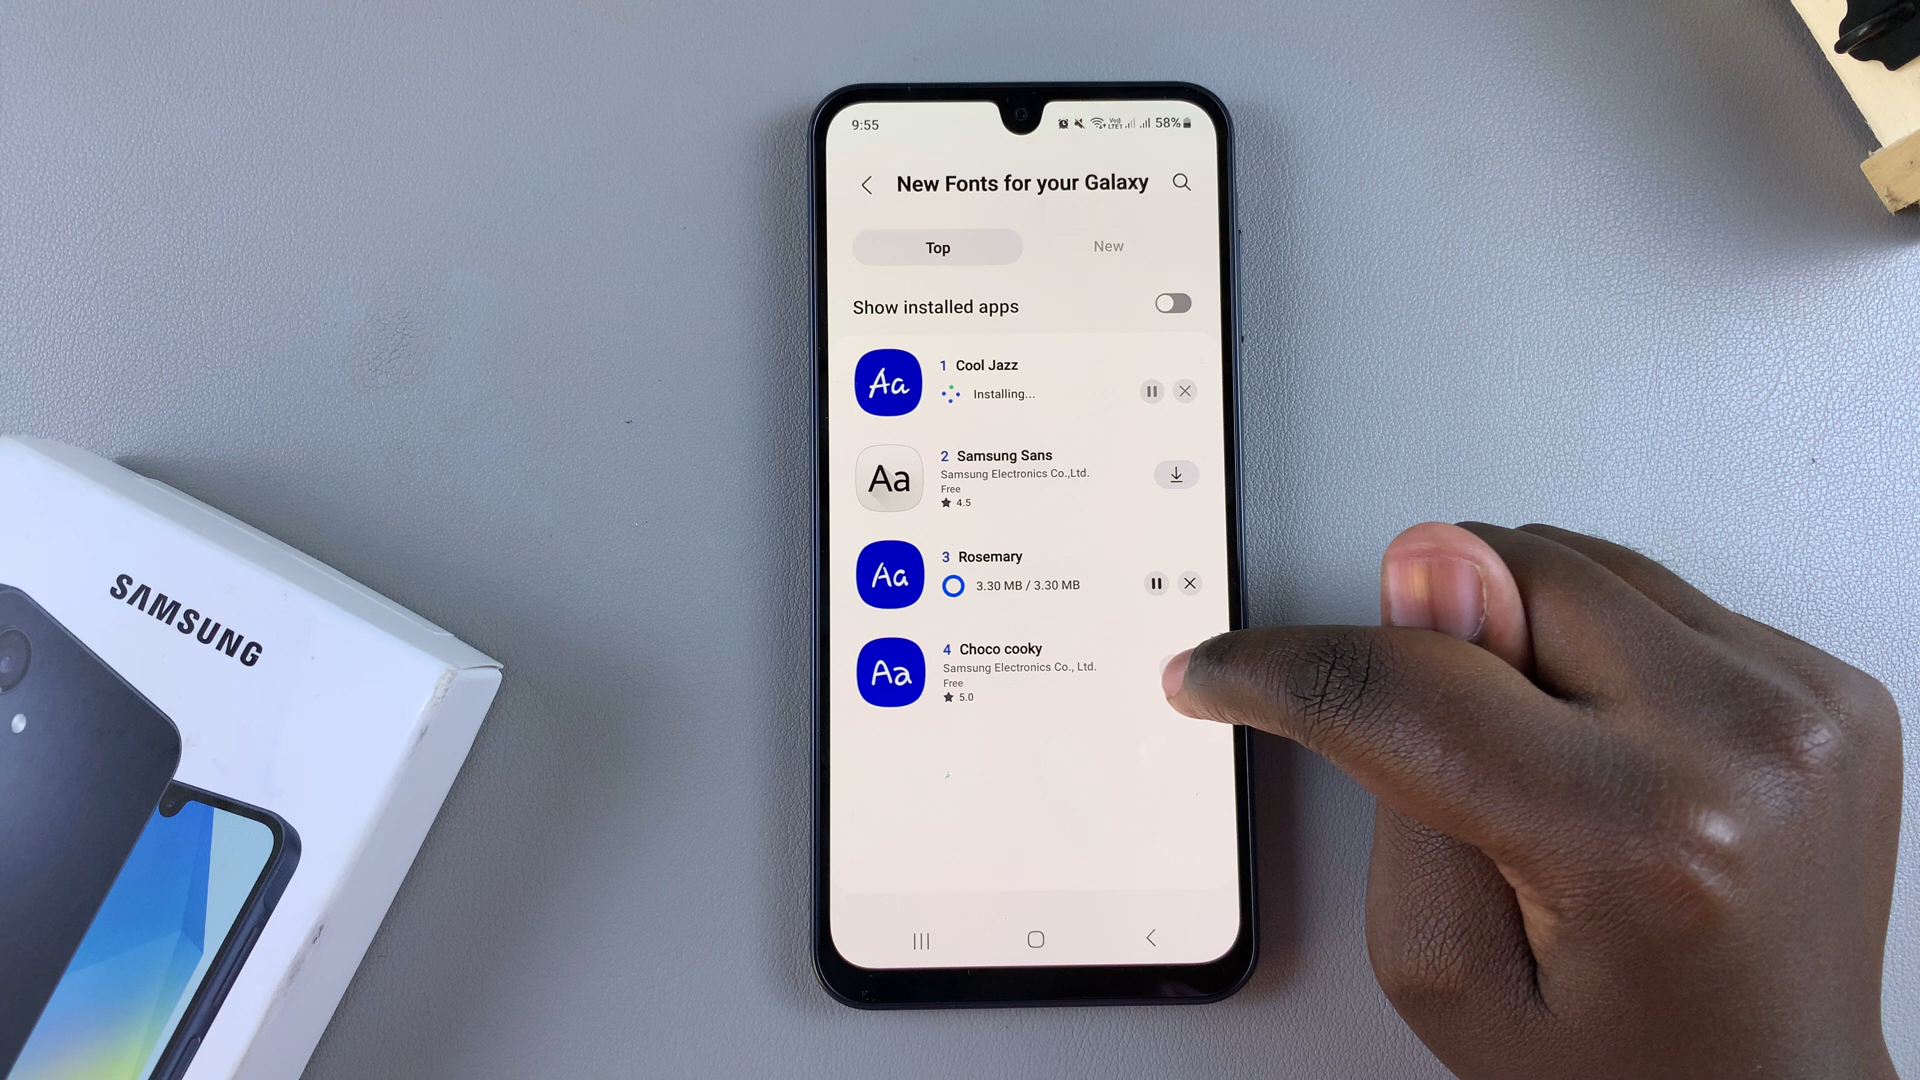 9:55
58%
New Fonts for your Galaxy
Top
New
Show installed apps
Aa
1 Cool Jazz
Installing...
Aa
2 Samsung Sans
Samsung Electronics Co.,Ltd.
Free
4.5
Aa
3 Rosemary
3.30 MB / 3.30 MB
Aa
4 Choco cooky
Samsung Electronics Co., Ltd.
Free
5.0
SAMSUNG